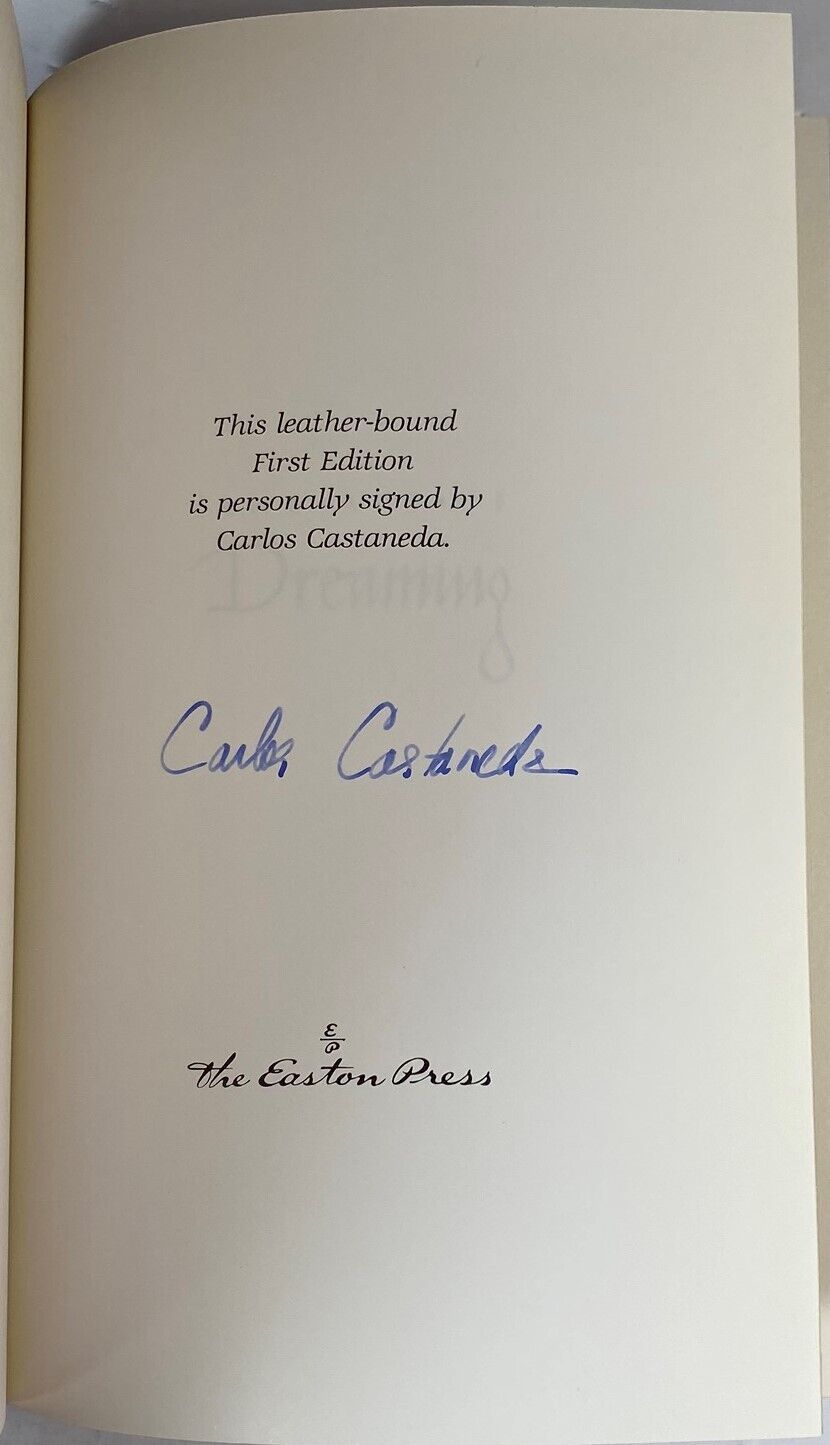 This leather-bound
First Edition
is personally signed by
Carlos Castaneda.
Dreaming
Carlos Castaneda
E
P
The Easton Press